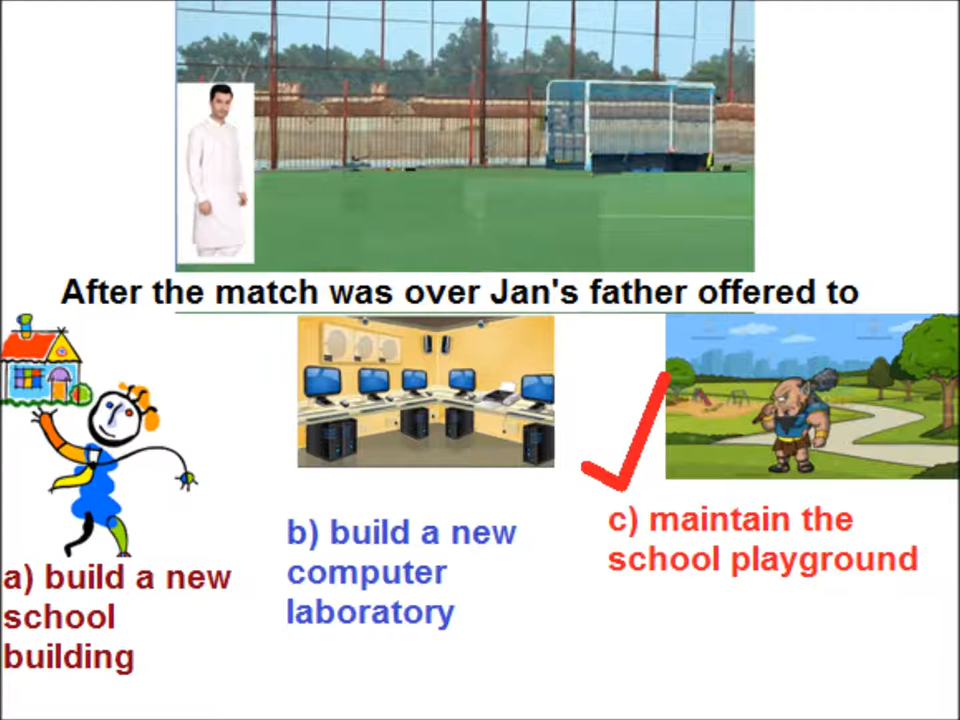 After the match was over Jan's father offered to
a) build a new
school
building
b) build a new
computer
laboratory
c) maintain the
school playground